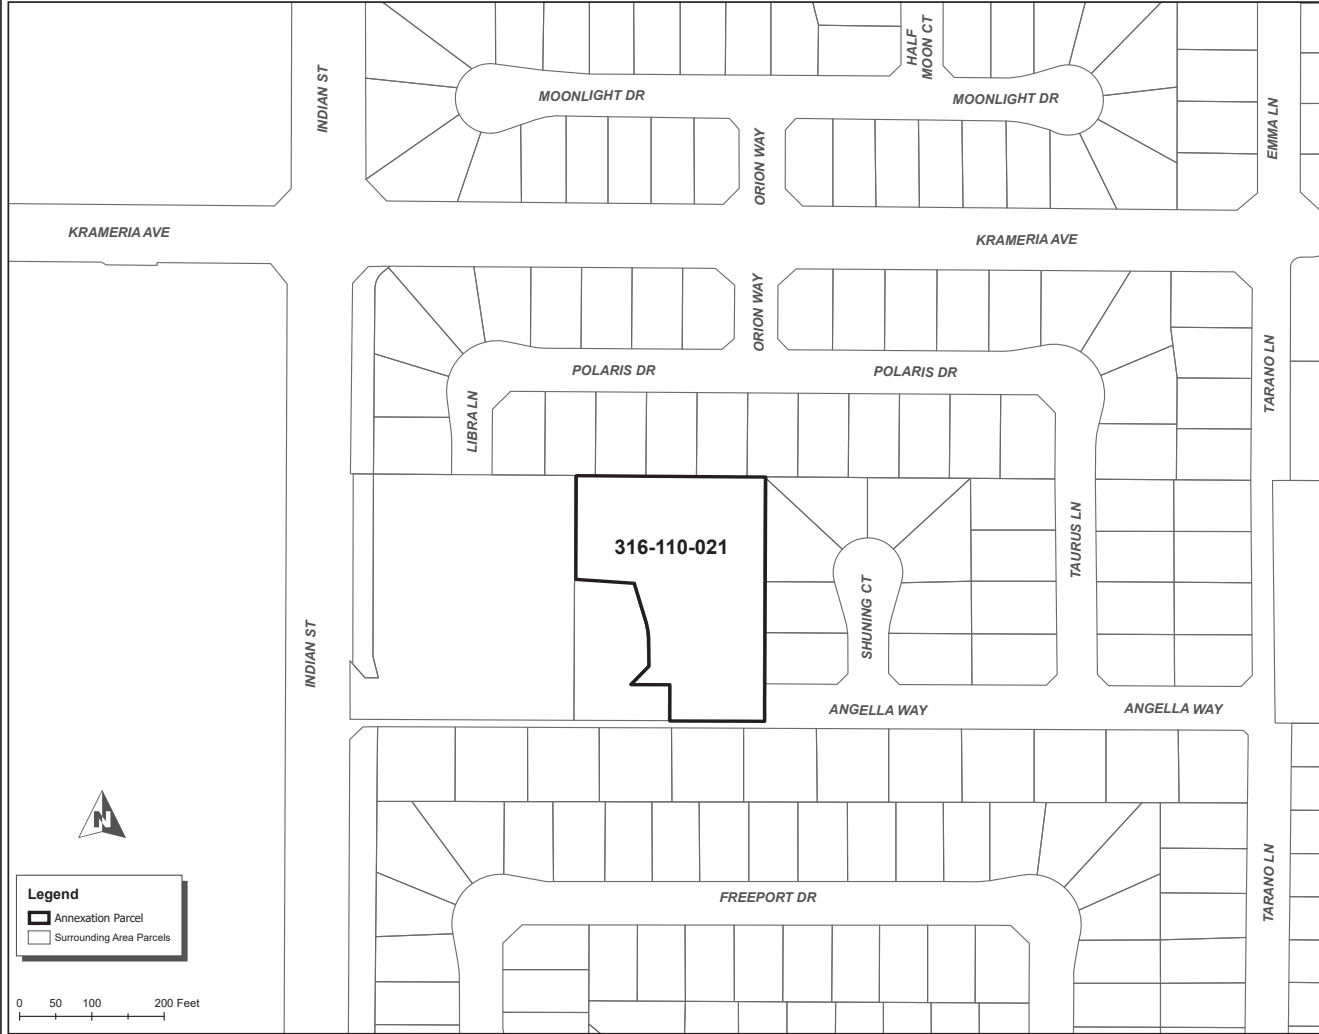 HALF
MOON CT
INDIAN ST
MOONLIGHT DR
MOONLIGHT DR
EMMA LN
ORION WAY
KRAMERIA AVE
KRAMERIA AVE
ORION WAY
POLARIS DR
POLARIS DR
TARANO LN
LIBRA LN
316-110-021
TAURUS LN
SHUNING CT
INDIAN ST
ANGELLA WAY
ANGELLA WAY
N
Legend
Annexation Parcel
Surrounding Area Parcels
FREEPORT DR
TARANO LN
0 50 100 200 Feet